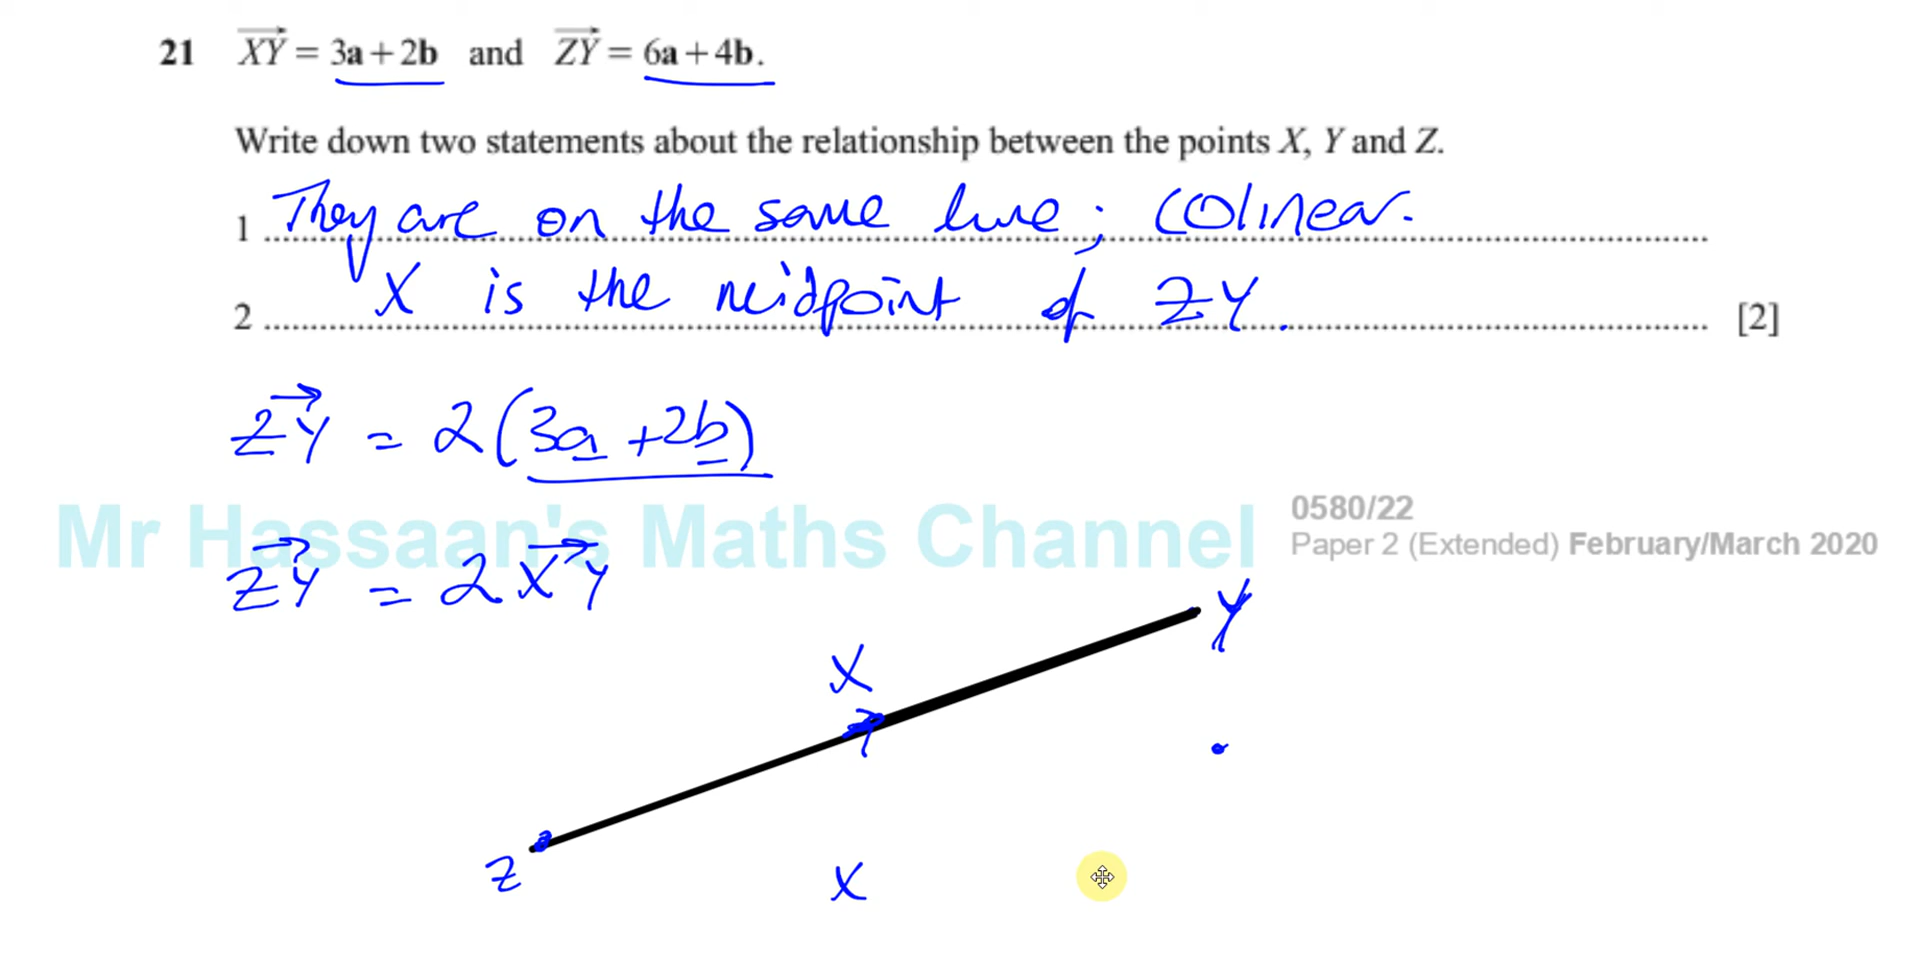 21 XY = 3a + 2b and ZY = 6a + 4b.
Write down two statements about the relationship between the points X, Y and Z.
1 They are on the same line; colinear.
2 X is the midpoint of ZY. [2]
ZY = 2(3a + 2b)
Mr Hassaan's Maths Channel
0580/22
Paper 2 (Extended) February/March 2020
ZY = 2XY
Y
X
Z
X